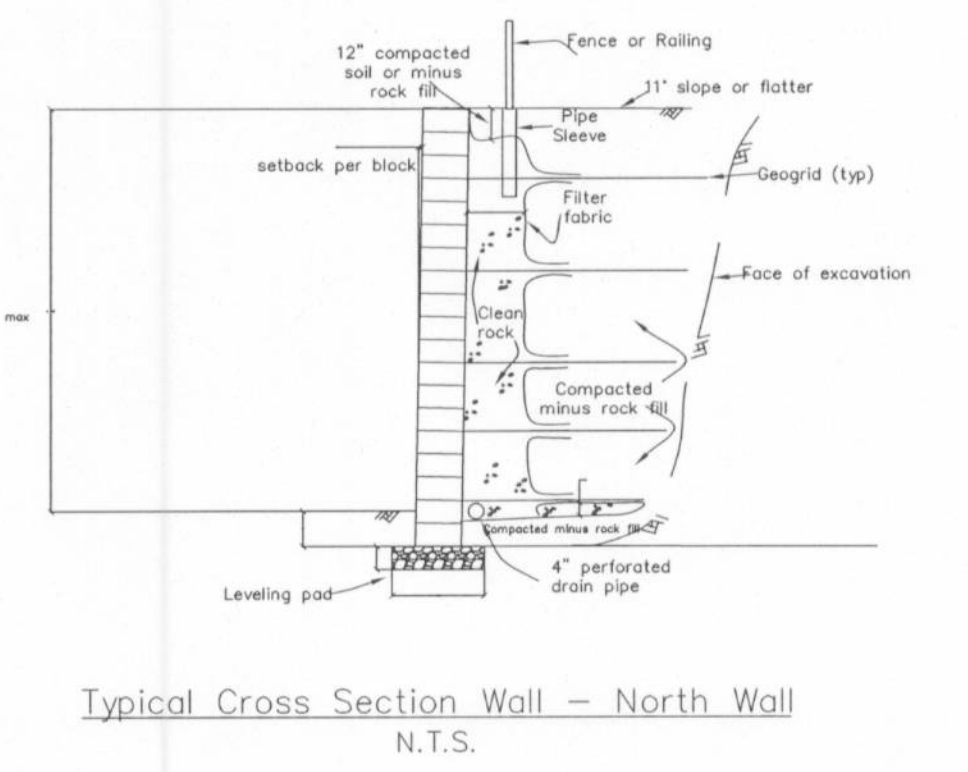 Fence or Railing
12" compacted
soil or minus
rock fill
11° slope or flatter
Pipe
Sleeve
setback per block
Geogrid (typ)
Filter
fabric
Face of excavation
max
Clean
rock
Compacted
minus rock fill
Compacted minus rock fill
4" perforated
drain pipe
Leveling pad
Typical Cross Section Wall - North Wall
N.T.S.